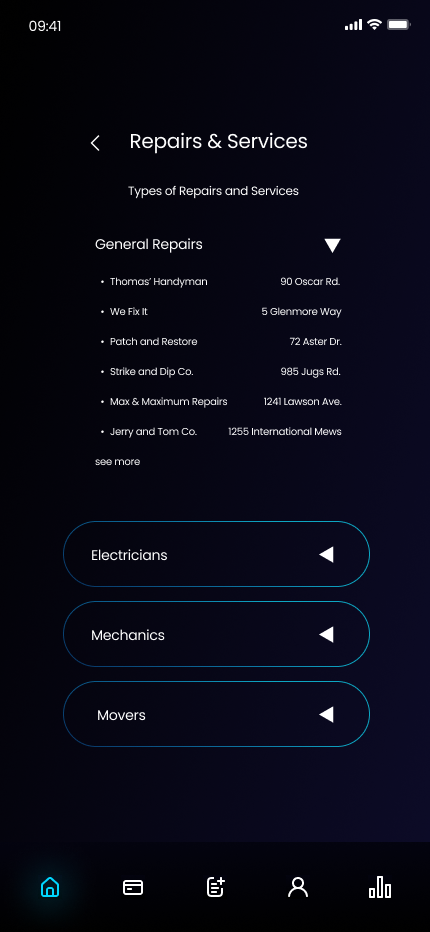 09:41
Repairs & Services
Types of Repairs and Services
General Repairs
• Thomas’ Handyman 90 Oscar Rd.
• We Fix It 5 Glenmore Way
• Patch and Restore 72 Aster Dr.
• Strike and Dip Co. 985 Jugs Rd.
• Max & Maximum Repairs 1241 Lawson Ave.
• Jerry and Tom Co. 1255 International Mews
see more
Electricians
Mechanics
Movers